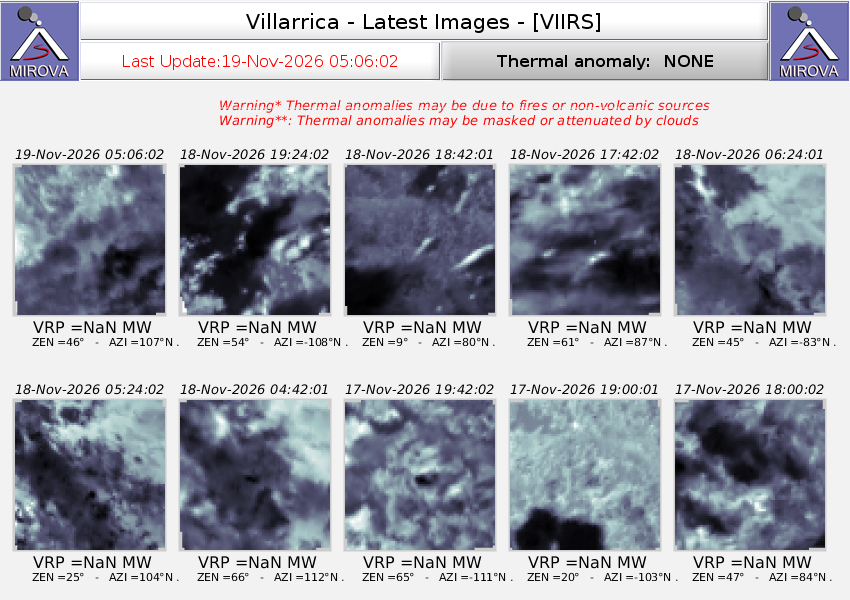 Villarrica - Latest Images - [VIIRS]
MIROVA
Last Update:19-Nov-2026 05:06:02
Thermal anomaly: NONE
MIROVA
Warning* Thermal anomalies may be due to fires or non-volcanic sources
Warning**: Thermal anomalies may be masked or attenuated by clouds
19-Nov-2026 05:06:02
18-Nov-2026 19:24:02
18-Nov-2026 18:42:01
18-Nov-2026 17:42:02
18-Nov-2026 06:24:01
VRP =NaN MW
VRP =NaN MW
VRP =NaN MW
VRP =NaN MW
VRP =NaN MW
ZEN =46° - AZI =107°N .
ZEN =54° - AZI =-108°N .
ZEN =9° - AZI =80°N .
ZEN =61° - AZI =87°N .
ZEN =45° - AZI =-83°N .
18-Nov-2026 05:24:02
18-Nov-2026 04:42:01
17-Nov-2026 19:42:02
17-Nov-2026 19:00:01
17-Nov-2026 18:00:02
VRP =NaN MW
VRP =NaN MW
VRP =NaN MW
VRP =NaN MW
VRP =NaN MW
ZEN =25° - AZI =104°N .
ZEN =66° - AZI =112°N .
ZEN =65° - AZI =-111°N .
ZEN =20° - AZI =-103°N .
ZEN =47° - AZI =84°N .